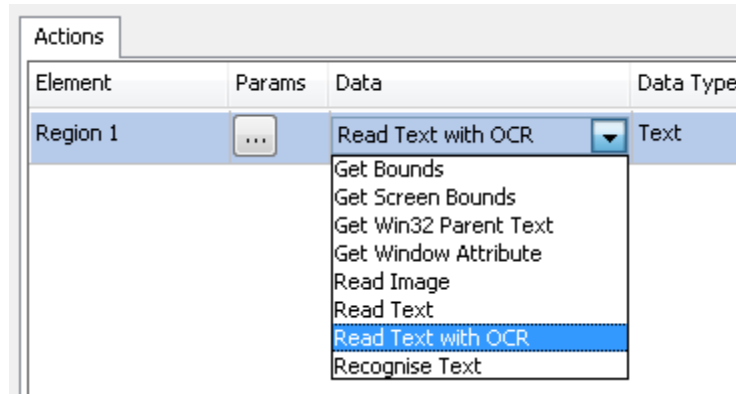 Actions
Element Params Data Data Type
Region 1 ... Read Text with OCR Text
Get Bounds
Get Screen Bounds
Get Win32 Parent Text
Get Window Attribute
Read Image
Read Text
Read Text with OCR
Recognise Text